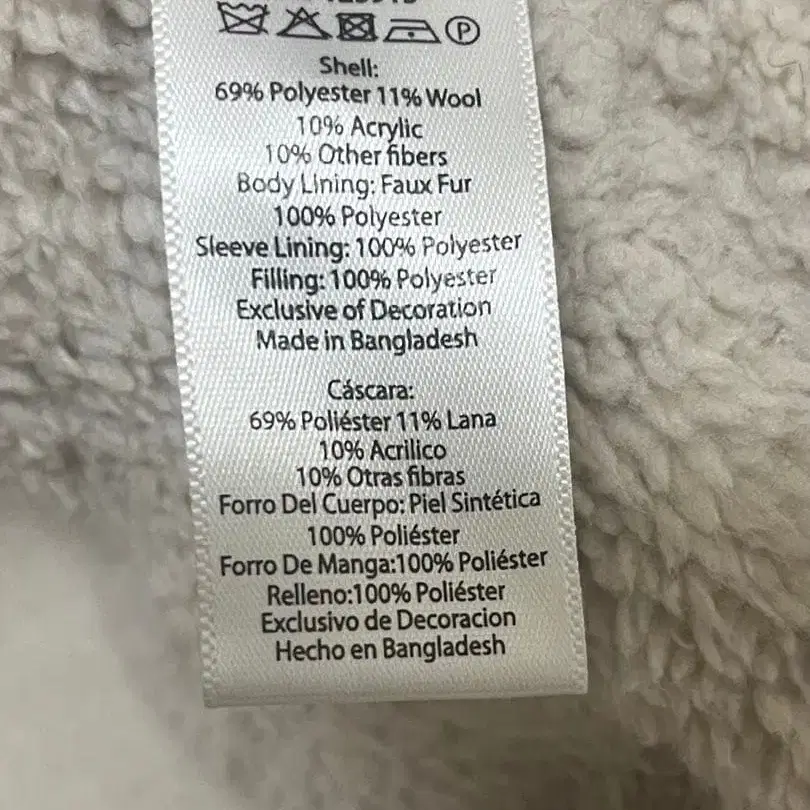 P
Shell:
69% Polyester 11% Wool
10% Acrylic
10% Other fibers
Body Lining: Faux Fur
100% Polyester
Sleeve Lining: 100% Polyester
Filling: 100% Polyester
Exclusive of Decoration
Made in Bangladesh
Cáscara:
69% Poliéster 11% Lana
10% Acrilico
10% Otras fibras
Forro Del Cuerpo: Piel Sintética
100% Poliéster
Forro De Manga:100% Poliéster
Relleno:100% Poliéster
Exclusivo de Decoracion
Hecho en Bangladesh